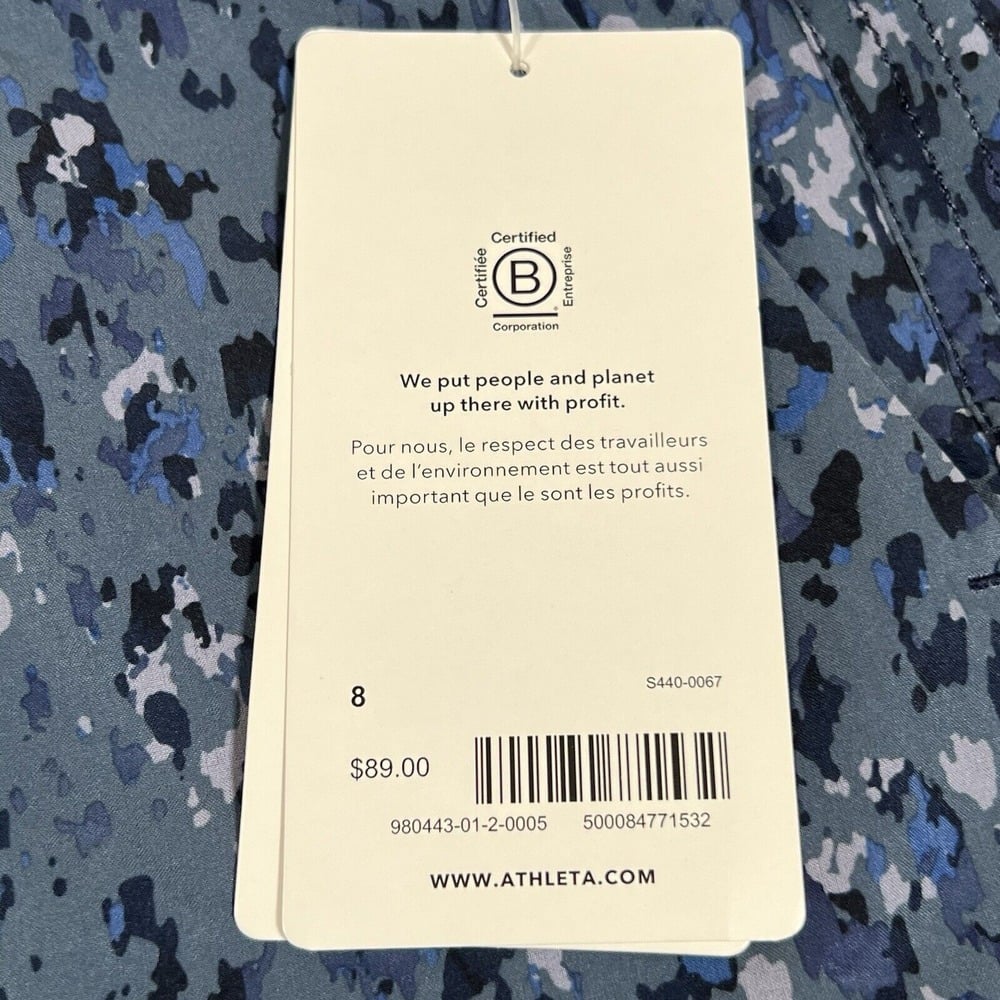 Certified
Certifiée
B
Entreprise
®
Corporation
We put people and planet
up there with profit.
Pour nous, le respect des travailleurs
et de l'environnement est tout aussi
important que le sont les profits.
8
S440-0067
$89.00
980443-01-2-0005 500084771532
WWW.ATHLETA.COM